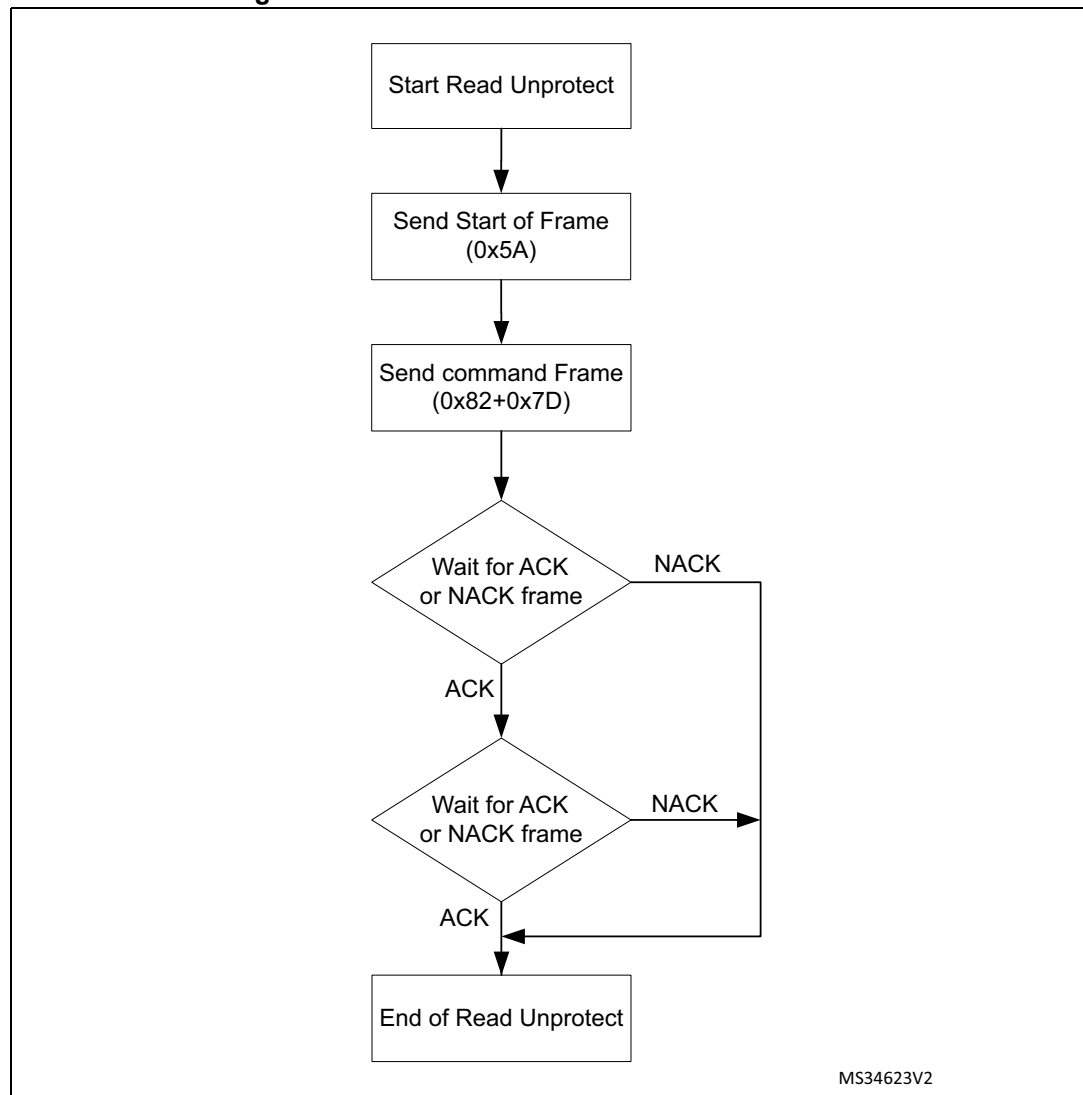 Start Read Unprotect
Send Start of Frame
(0x5A)
Send command Frame
(0x82+0x7D)
Wait for ACK
or NACK frame
NACK
ACK
Wait for ACK
or NACK frame
NACK
ACK
End of Read Unprotect
MS34623V2